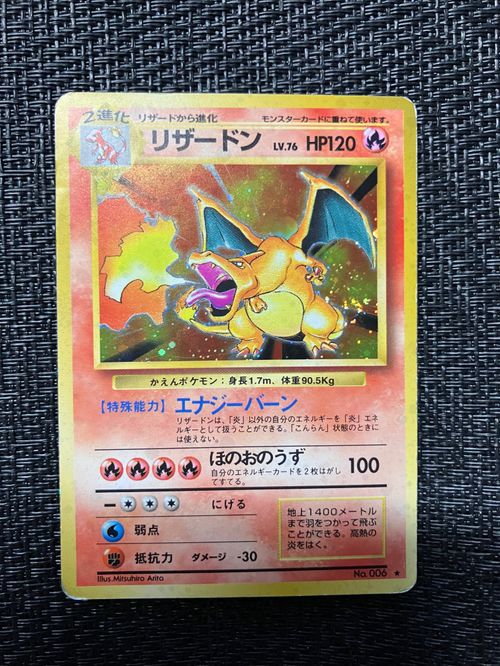 2進化
リザードから進化
モンスターカードに重ねて使います。
リザードン LV.76 HP120
かえんポケモン：身長1.7m、体重90.5Kg
【特殊能力】エナジーバーン
リザードンは、「炎」以外の自分のエネルギーを「炎」エネ
ルギーとして扱うことができる。「こんらん」状態のときに
は使えない。
ほのおのうず 100
自分のエネルギーカードを2枚はがし
てすてる。
にげる
弱点
抵抗力 ダメージ -30
地上1400メートル
まで羽をつかって飛ぶ
ことができる。高熱の
炎をはく。
Illus.Mitsuhiro Arita
No.006 ★